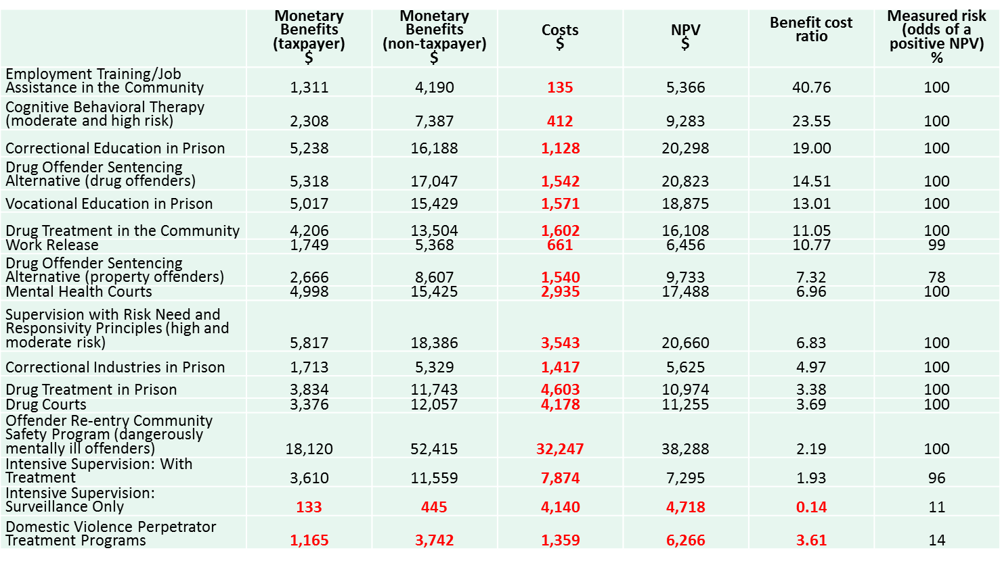 Monetary Benefits (taxpayer) $ Monetary Benefits (non-taxpayer) $ Costs $ NPV $ Benefit cost ratio Measured risk (odds of a positive NPV) %
Employment Training/Job
Assistance in the Community 1,311 4,190 135 5,366 40.76 100
Cognitive Behavioral Therapy
(moderate and high risk) 2,308 7,387 412 9,283 23.55 100
Correctional Education in Prison 5,238 16,188 1,128 20,298 19.00 100
Drug Offender Sentencing
Alternative (drug offenders) 5,318 17,047 1,542 20,823 14.51 100
Vocational Education in Prison 5,017 15,429 1,571 18,875 13.01 100
Drug Treatment in the Community 4,206 13,504 1,602 16,108 11.05 100
Work Release 1,749 5,368 661 6,456 10.77 99
Drug Offender Sentencing
Alternative (property offenders) 2,666 8,607 1,540 9,733 7.32 78
Mental Health Courts 4,998 15,425 2,935 17,488 6.96 100
Supervision with Risk Need and
Responsivity Principles (high and
moderate risk) 5,817 18,386 3,543 20,660 6.83 100
Correctional Industries in Prison 1,713 5,329 1,417 5,625 4.97 100
Drug Treatment in Prison 3,834 11,743 4,603 10,974 3.38 100
Drug Courts 3,376 12,057 4,178 11,255 3.69 100
Offender Re-entry Community
Safety Program (dangerously
mentally ill offenders) 18,120 52,415 32,247 38,288 2.19 100
Intensive Supervision: With
Treatment 3,610 11,559 7,874 7,295 1.93 96
Intensive Supervision:
Surveillance Only 133 445 4,140 4,718 0.14 11
Domestic Violence Perpetrator
Treatment Programs 1,165 3,742 1,359 6,266 3.61 14